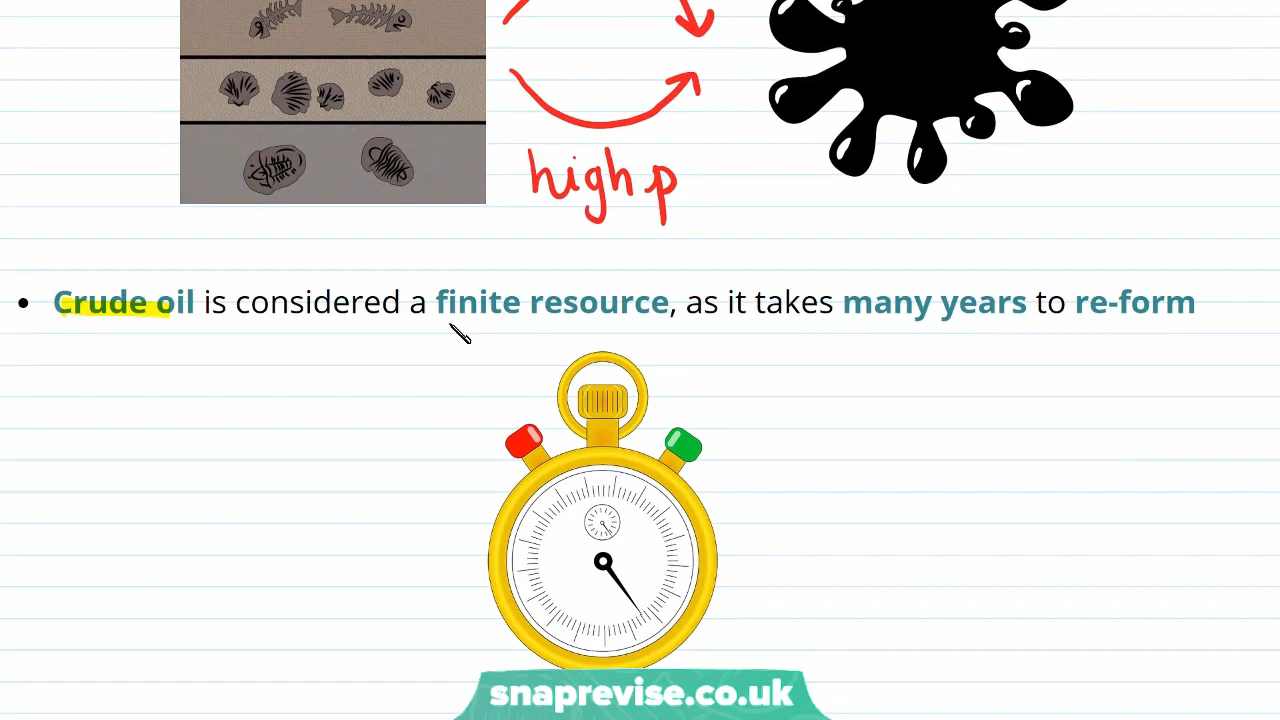 high p
• Crude oil is considered a finite resource, as it takes many years to re-form
snaprevise.co.uk